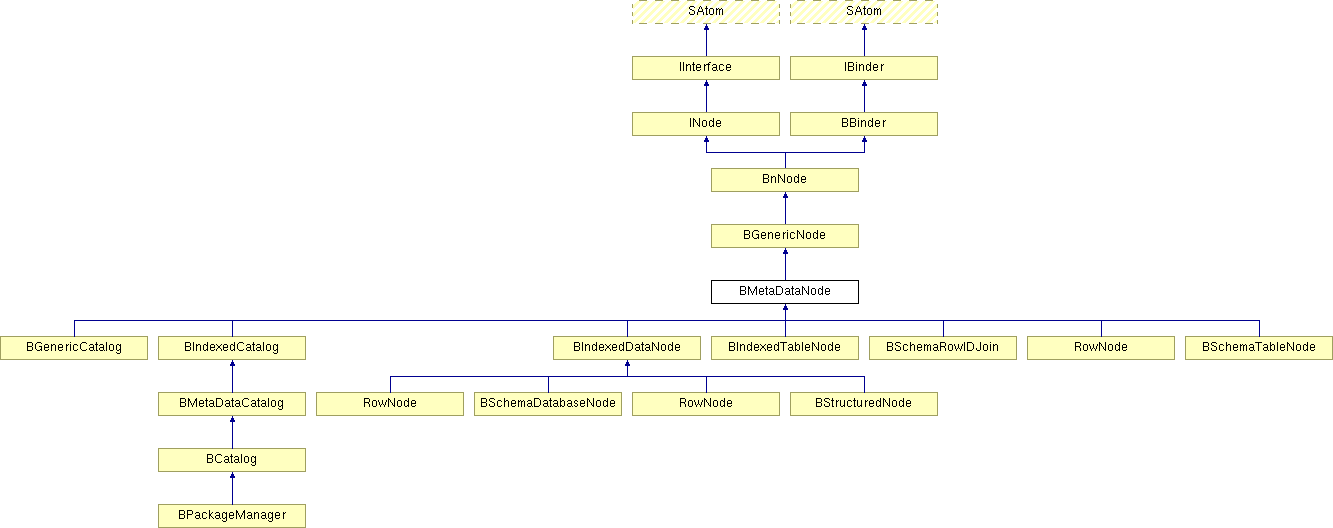 SAtom SAtom
IInterface IBinder
INode BBinder
BnNode
BGenericNode
BMetaDataNode
BGenericCatalog BIndexedCatalog BIndexedDataNode BIndexedTableNode BSchemaRowIDJoin RowNode BSchemaTableNode
BMetaDataCatalog RowNode BSchemaDatabaseNode RowNode BStructuredNode
BCatalog
BPackageManager